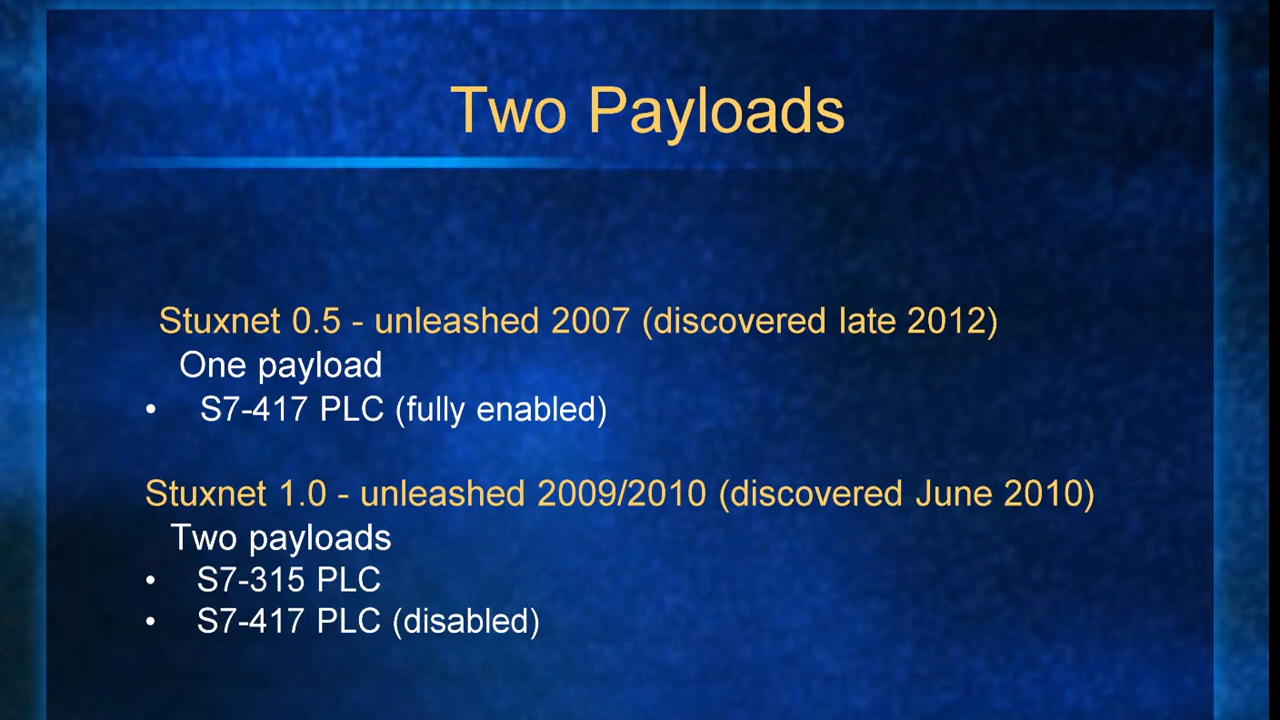 Two Payloads
Stuxnet 0.5 - unleashed 2007 (discovered late 2012)
One payload
• S7-417 PLC (fully enabled)
Stuxnet 1.0 - unleashed 2009/2010 (discovered June 2010)
Two payloads
• S7-315 PLC
• S7-417 PLC (disabled)